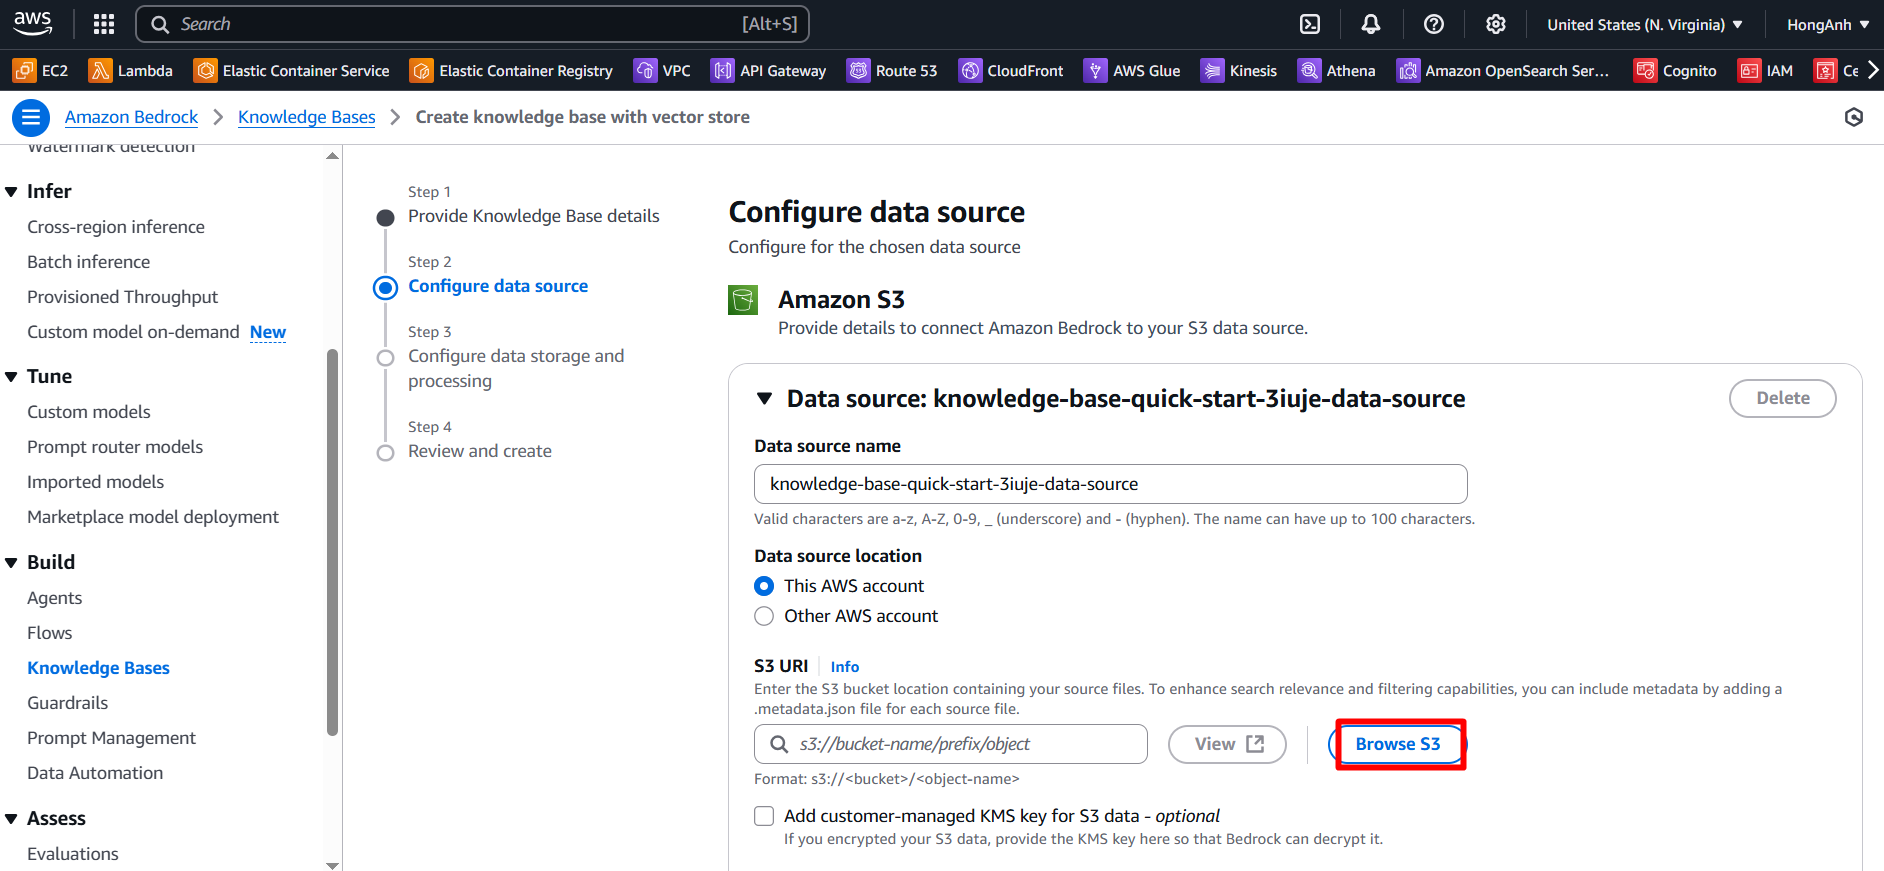 aws
Search [Alt+S]
United States (N. Virginia)
HongAnh
EC2
Lambda
Elastic Container Service
Elastic Container Registry
VPC
API Gateway
Route 53
CloudFront
AWS Glue
Kinesis
Athena
Amazon OpenSearch Ser...
Cognito
IAM
Ce
Amazon Bedrock
Knowledge Bases
Create knowledge base with vector store
Watermark detection
Infer
Cross-region inference
Batch inference
Provisioned Throughput
Custom model on-demand New
Tune
Custom models
Prompt router models
Imported models
Marketplace model deployment
Build
Agents
Flows
Knowledge Bases
Guardrails
Prompt Management
Data Automation
Assess
Evaluations
Step 1
Provide Knowledge Base details
Step 2
Configure data source
Step 3
Configure data storage and
processing
Step 4
Review and create
Configure data source
Configure for the chosen data source
Amazon S3
Provide details to connect Amazon Bedrock to your S3 data source.
Data source: knowledge-base-quick-start-3iuje-data-source
Delete
Data source name
knowledge-base-quick-start-3iuje-data-source
Valid characters are a-z, A-Z, 0-9, _ (underscore) and - (hyphen). The name can have up to 100 characters.
Data source location
This AWS account
Other AWS account
S3 URI Info
Enter the S3 bucket location containing your source files. To enhance search relevance and filtering capabilities, you can include metadata by adding a
.metadata.json file for each source file.
s3://bucket-name/prefix/object
View
Browse S3
Format: s3://<bucket>/<object-name>
Add customer-managed KMS key for S3 data - optional
If you encrypted your S3 data, provide the KMS key here so that Bedrock can decrypt it.